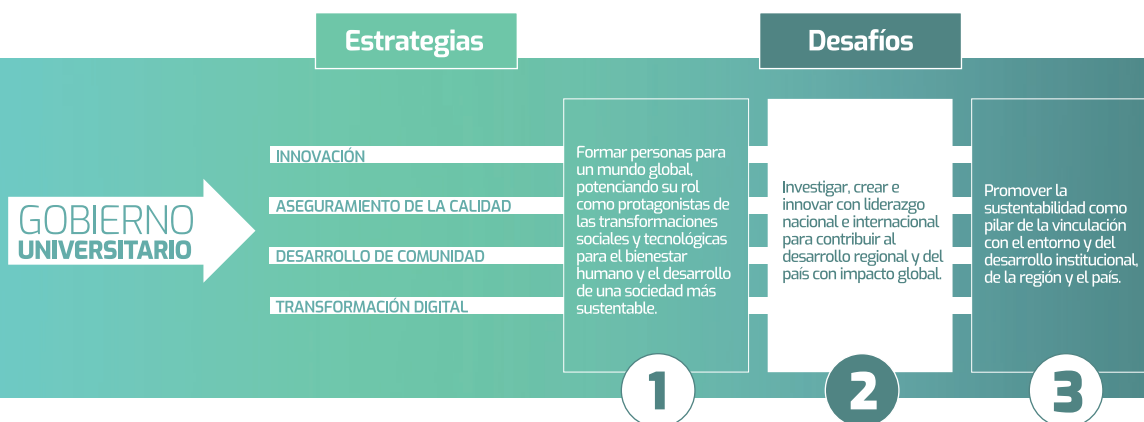 Estrategias
Desafíos
GOBIERNO
UNIVERSITARIO
INNOVACIÓN
ASEGURAMIENTO DE LA CALIDAD
DESARROLLO DE COMUNIDAD
TRANSFORMACIÓN DIGITAL
Formar personas para
un mundo global,
potenciando su rol
como protagonistas de
las transformaciones
sociales y tecnológicas
para el bienestar
humano y el desarrollo
de una sociedad más
sustentable.
1
Investigar, crear e
innovar con liderazgo
nacional e internacional
para contribuir al
desarrollo regional y del
país con impacto global.
2
Promover la
sustentabilidad como
pilar de la vinculación
con el entorno y del
desarrollo institucional,
de la región y el país.
3